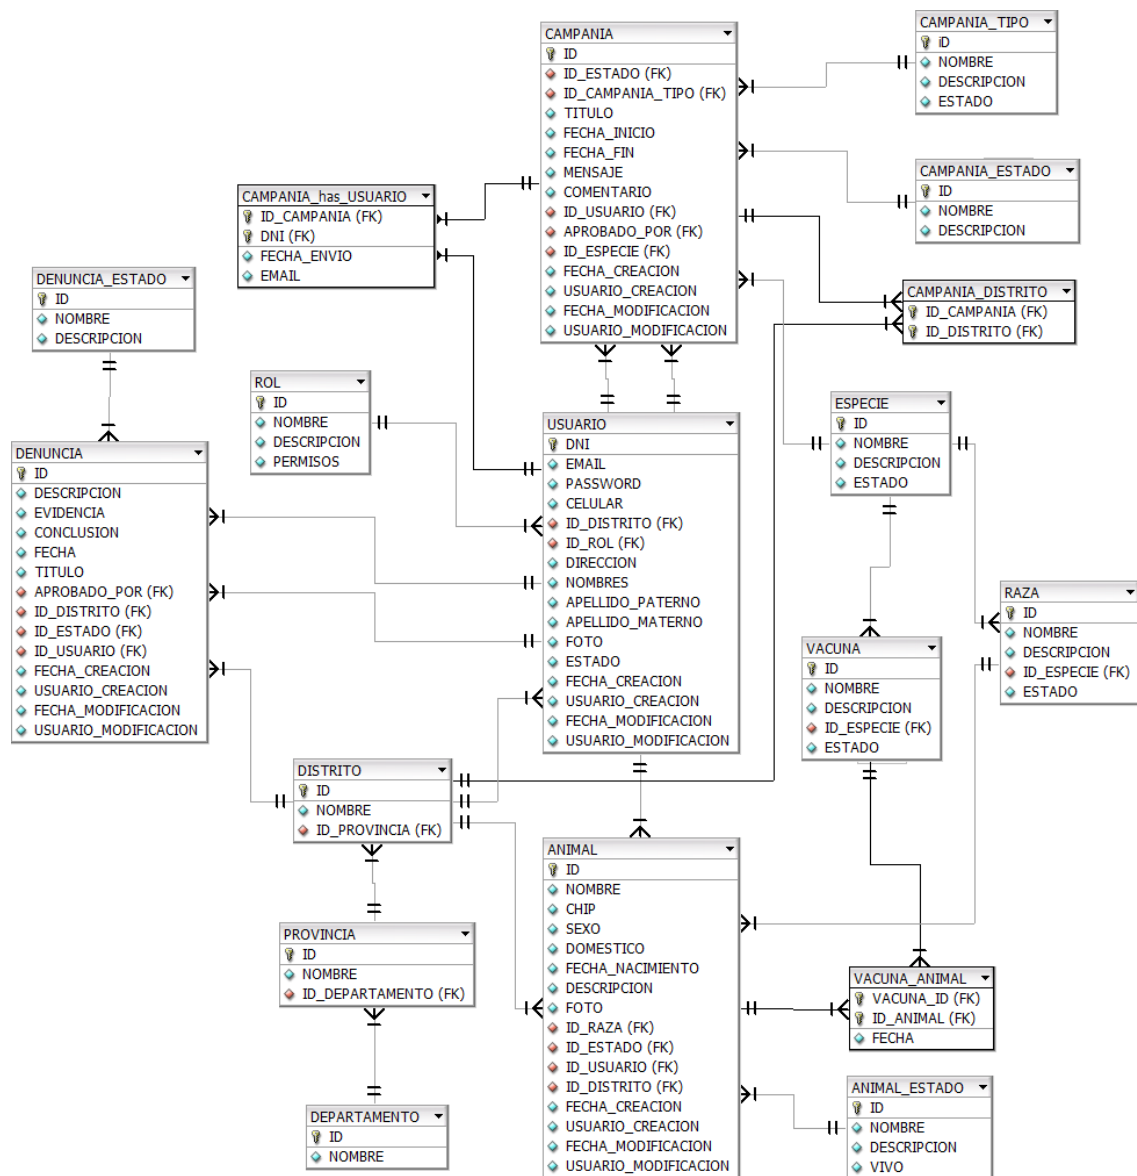 CAMPANIA
ID
ID_ESTADO (FK)
ID_CAMPANIA_TIPO (FK)
TITULO
FECHA_INICIO
FECHA_FIN
MENSAJE
COMENTARIO
ID_USUARIO (FK)
APROBADO_POR (FK)
ID_ESPECIE (FK)
FECHA_CREACION
USUARIO_CREACION
FECHA_MODIFICACION
USUARIO_MODIFICACION
CAMPANIA_TIPO
iD
NOMBRE
DESCRIPCION
ESTADO
CAMPANIA_ESTADO
ID
NOMBRE
DESCRIPCION
CAMPANIA_has_USUARIO
ID_CAMPANIA (FK)
DNI (FK)
FECHA_ENVIO
EMAIL
CAMPANIA_DISTRITO
ID_CAMPANIA (FK)
ID_DISTRITO (FK)
DENUNCIA_ESTADO
ID
NOMBRE
DESCRIPCION
ROL
ID
NOMBRE
DESCRIPCION
PERMISOS
USUARIO
DNI
EMAIL
PASSWORD
CELULAR
ID_DISTRITO (FK)
ID_ROL (FK)
DIRECCION
NOMBRES
APELLIDO_PATERNO
APELLIDO_MATERNO
FOTO
ESTADO
FECHA_CREACION
USUARIO_CREACION
FECHA_MODIFICACION
USUARIO_MODIFICACION
ESPECIE
ID
NOMBRE
DESCRIPCION
ESTADO
DENUNCIA
ID
DESCRIPCION
EVIDENCIA
CONCLUSION
FECHA
TITULO
APROBADO_POR (FK)
ID_DISTRITO (FK)
ID_ESTADO (FK)
ID_USUARIO (FK)
FECHA_CREACION
USUARIO_CREACION
FECHA_MODIFICACION
USUARIO_MODIFICACION
RAZA
ID
NOMBRE
DESCRIPCION
ID_ESPECIE (FK)
ESTADO
VACUNA
ID
NOMBRE
DESCRIPCION
ID_ESPECIE (FK)
ESTADO
DISTRITO
ID
NOMBRE
ID_PROVINCIA (FK)
ANIMAL
ID
NOMBRE
CHIP
SEXO
DOMESTICO
FECHA_NACIMIENTO
DESCRIPCION
FOTO
ID_RAZA (FK)
ID_ESTADO (FK)
ID_USUARIO (FK)
ID_DISTRITO (FK)
FECHA_CREACION
USUARIO_CREACION
FECHA_MODIFICACION
USUARIO_MODIFICACION
PROVINCIA
ID
NOMBRE
ID_DEPARTAMENTO (FK)
VACUNA_ANIMAL
VACUNA_ID (FK)
ID_ANIMAL (FK)
FECHA
DEPARTAMENTO
ID
NOMBRE
ANIMAL_ESTADO
ID
NOMBRE
DESCRIPCION
VIVO